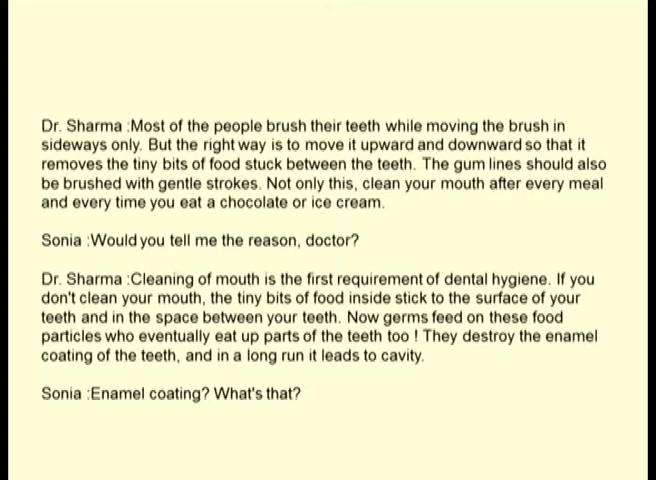 Dr. Sharma :Most of the people brush their teeth while moving the brush in
sideways only. But the right way is to move it upward and downward so that it
removes the tiny bits of food stuck between the teeth. The gum lines should also
be brushed with gentle strokes. Not only this, clean your mouth after every meal
and every time you eat a chocolate or ice cream.
Sonia :Would you tell me the reason, doctor?
Dr. Sharma :Cleaning of mouth is the first requirement of dental hygiene. If you
don't clean your mouth, the tiny bits of food inside stick to the surface of your
teeth and in the space between your teeth. Now germs feed on these food
particles who eventually eat up parts of the teeth too ! They destroy the enamel
coating of the teeth, and in a long run it leads to cavity.
Sonia :Enamel coating? What's that?